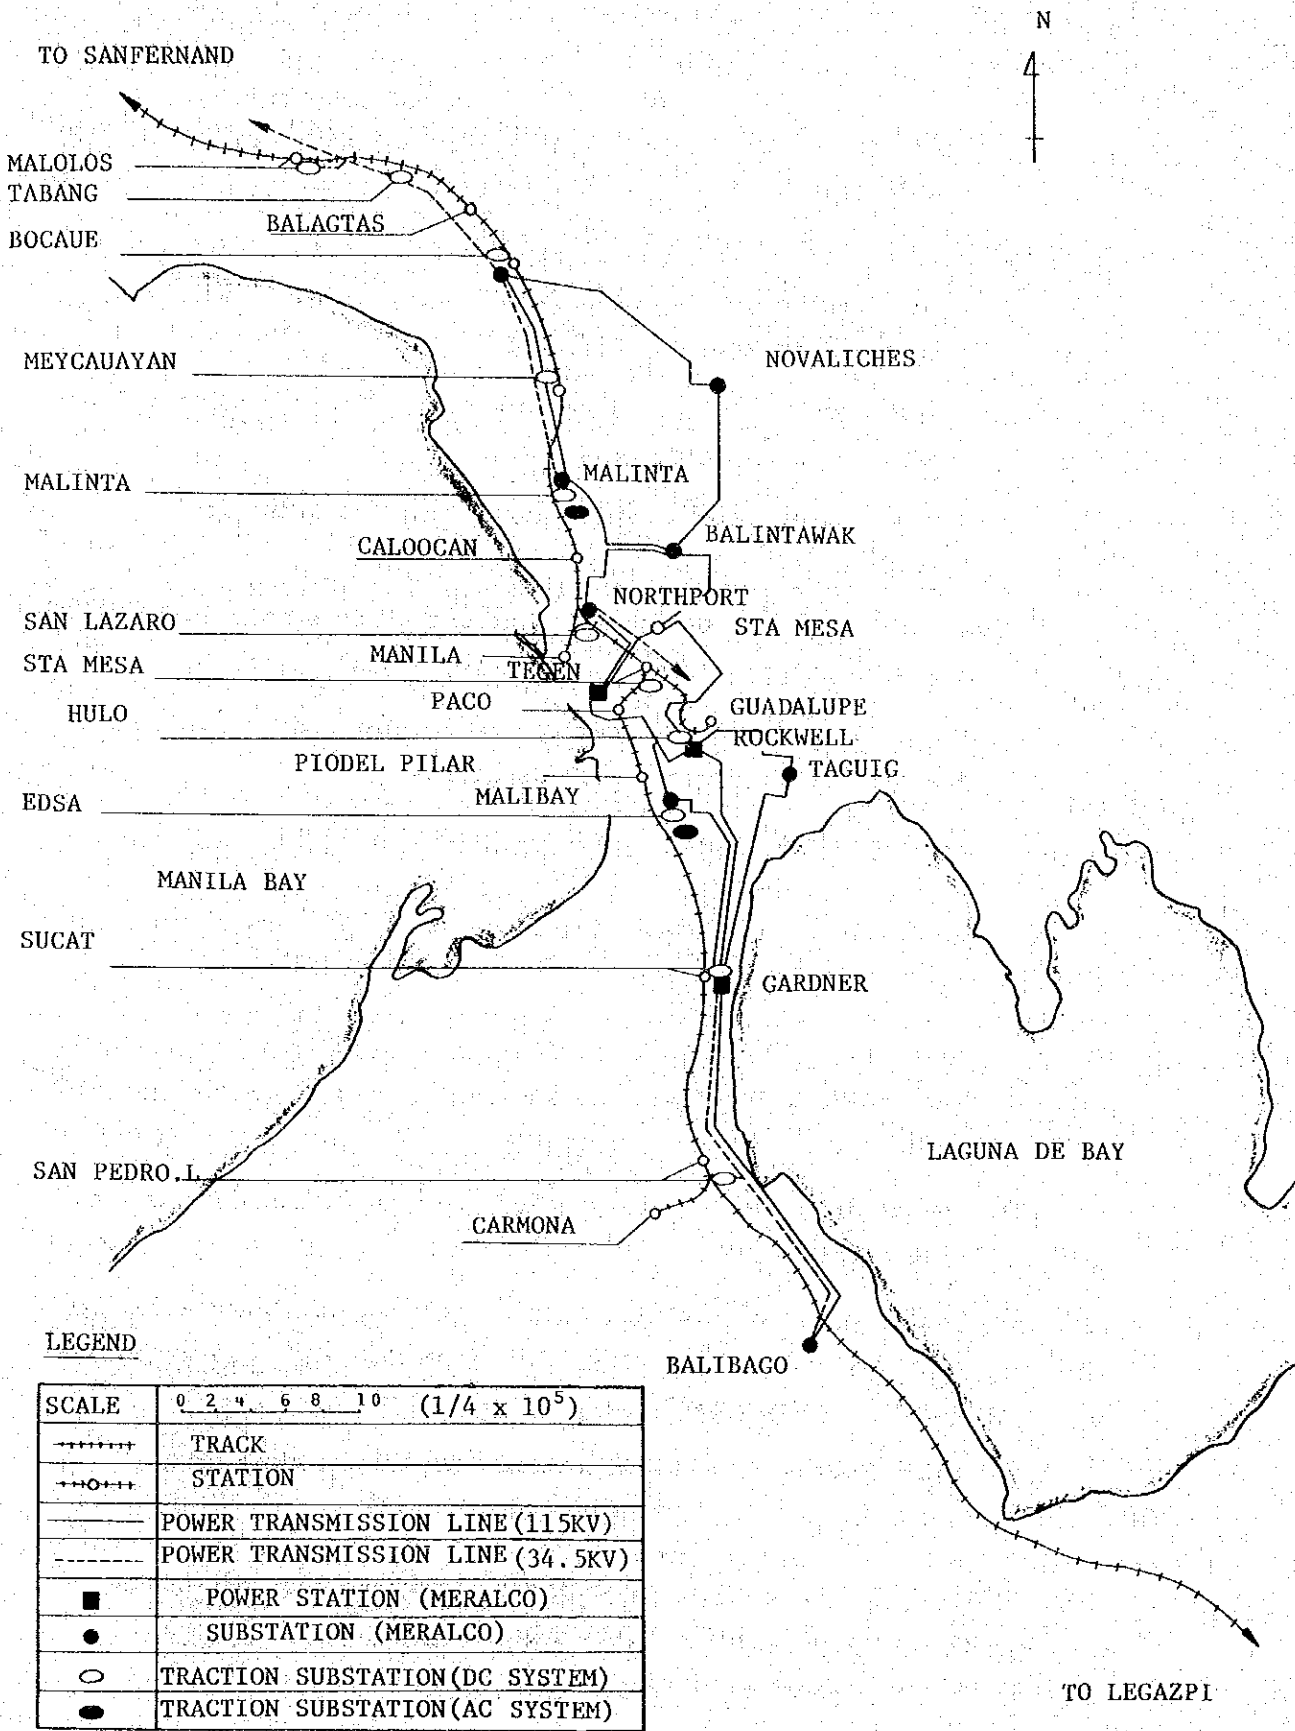 N
TO SANFERNAND
MALOLOS
TABANG
BALAGTAS
BOCAUE
MEYCAUAYAN
NOVALICHES
MALINTA
MALINTA
BALINTAWAK
CALOOCAN
NORTHPORT
SAN LAZARO
STA MESA
MANILA
STA MESA
TEGEN
PACO
HULO
GUADALUPE
ROCKWELL
PIODEL PILAR
TAGUIG
MALIBAY
EDSA
MANILA BAY
SUCAT
GARDNER
LAGUNA DE BAY
SAN PEDRO.L
CARMONA
BALIBAGO
LEGEND
SCALE 0 2 4 6 8 10 (1/4 x 10⁵)
TRACK
STATION
POWER TRANSMISSION LINE (115KV)
POWER TRANSMISSION LINE (34.5KV)
POWER STATION (MERALCO)
SUBSTATION (MERALCO)
TRACTION SUBSTATION (DC SYSTEM)
TRACTION SUBSTATION (AC SYSTEM)
TO LEGAZPI